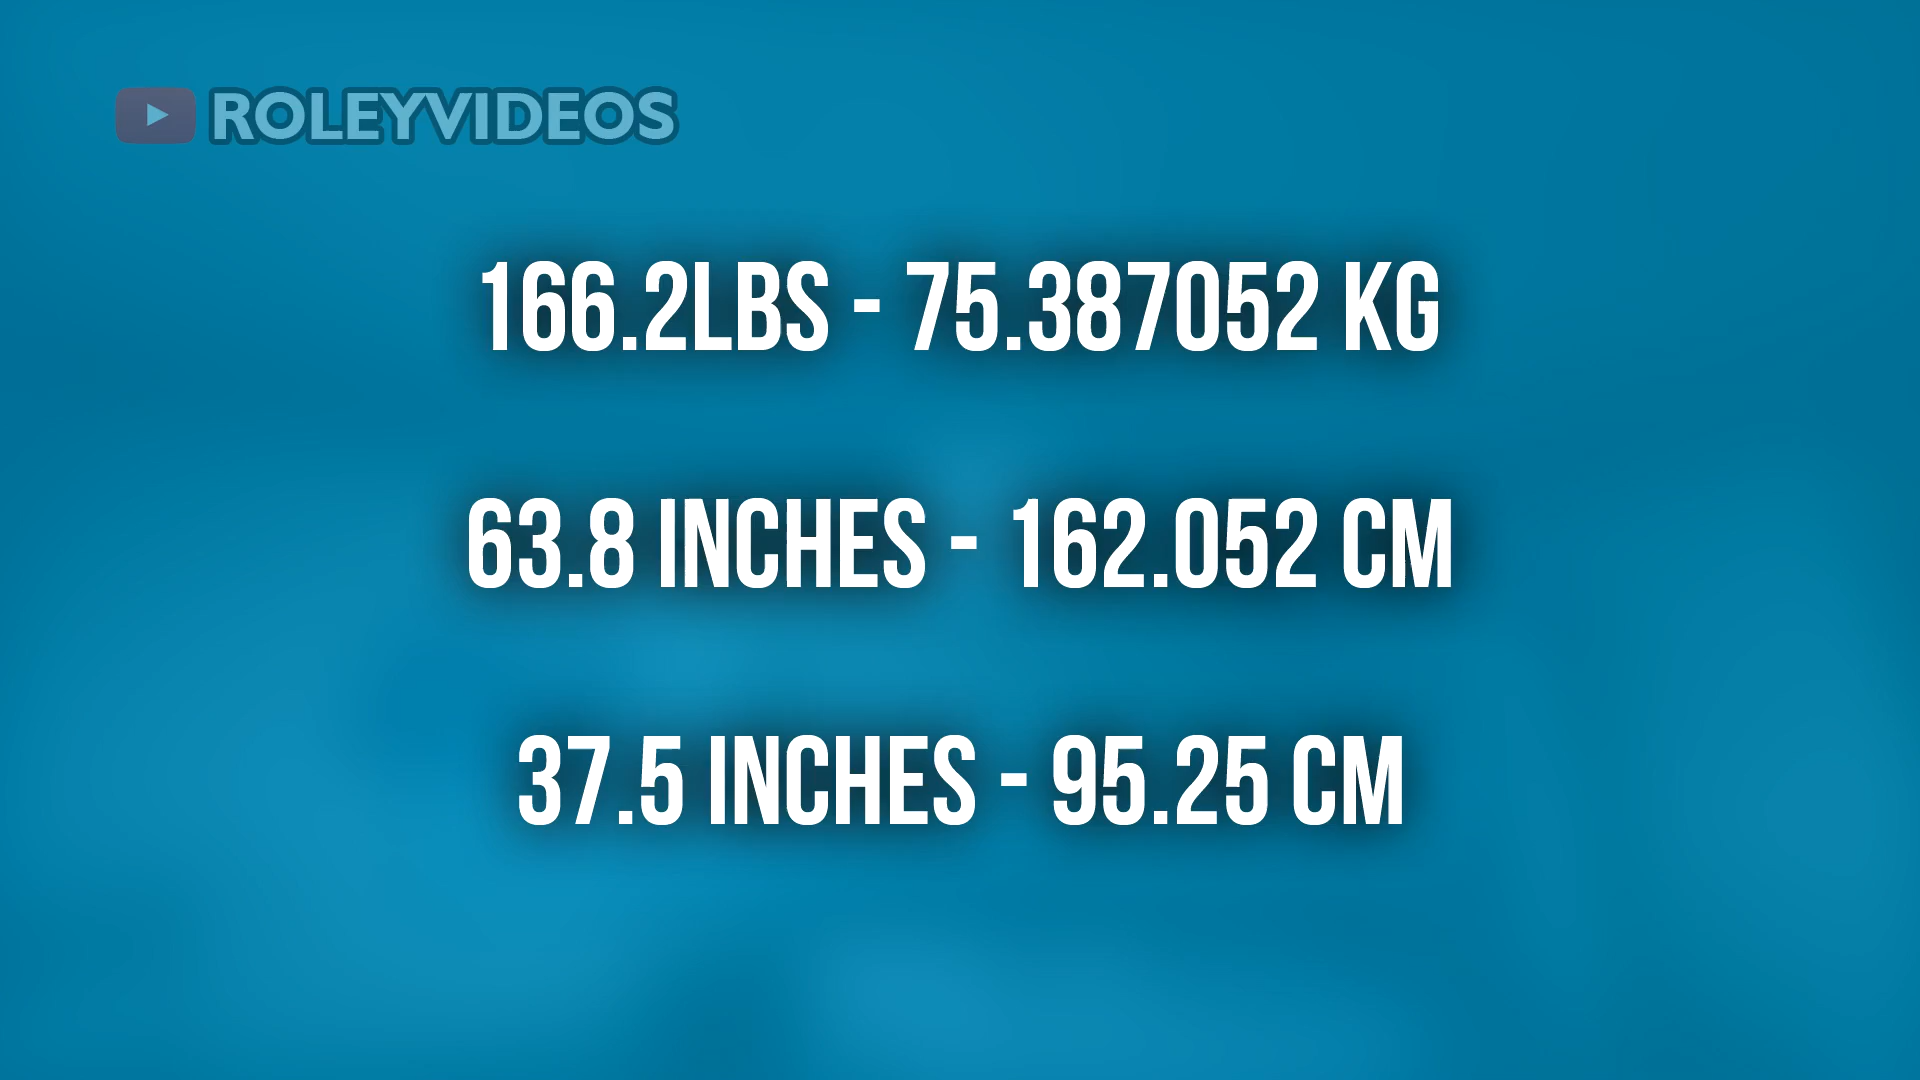 ROLEYVIDEOS
166.2LBS - 75.387052 KG
63.8 INCHES - 162.052 CM
37.5 INCHES - 95.25 CM